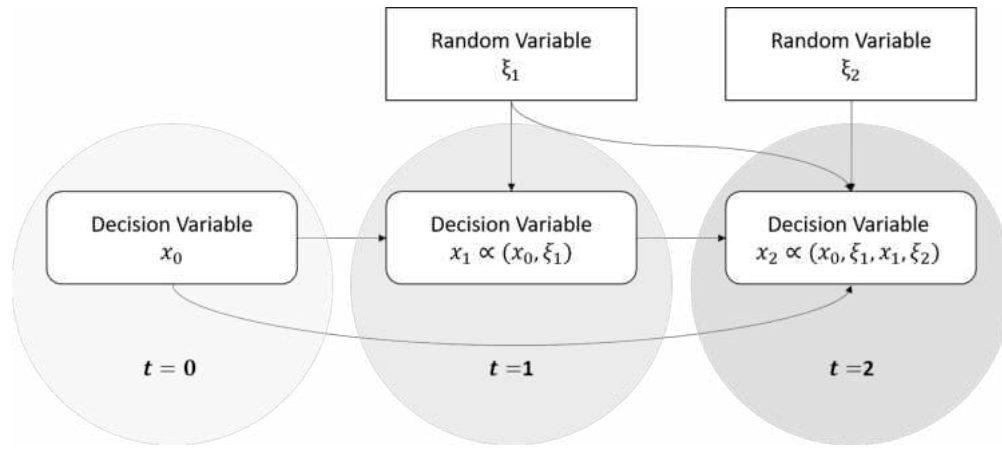 Random Variable
ξ₁
Random Variable
ξ₂
Decision Variable
x₀
Decision Variable
x₁ ∝ (x₀, ξ₁)
Decision Variable
x₂ ∝ (x₀, ξ₁, x₁, ξ₂)
t = 0
t =1
t =2